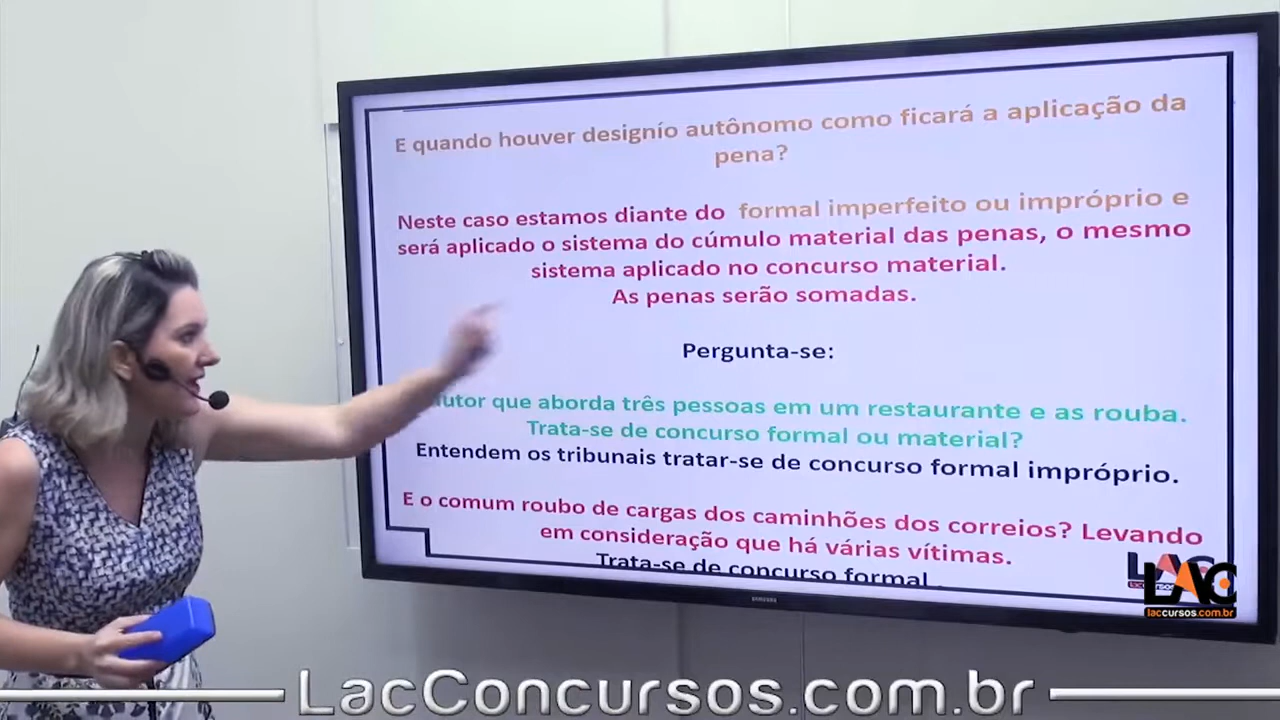 E quando houver designío autônomo como ficará a aplicação da
pena?
Neste caso estamos diante do formal imperfeito ou impróprio e
será aplicado o sistema do cúmulo material das penas, o mesmo
sistema aplicado no concurso material.
As penas serão somadas.
Pergunta-se:
autor que aborda três pessoas em um restaurante e as rouba.
Trata-se de concurso formal ou material?
Entendem os tribunais tratar-se de concurso formal impróprio.
E o comum roubo de cargas dos caminhões dos correios? Levando
em consideração que há várias vítimas.
Trata-se de concurso formal
LAC
laccursos.com.br
SAMSUNG
LacConcursos.com.br